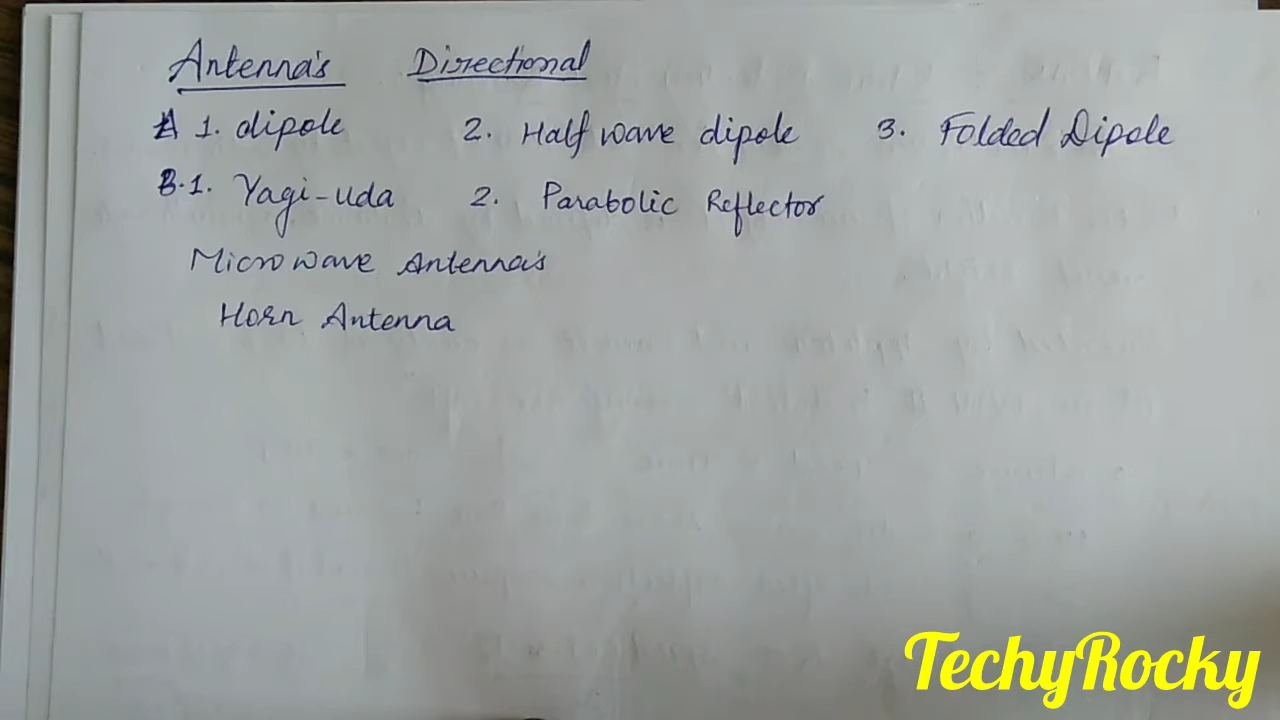 Antenna's Directional
A 1. dipole 2. Half wave dipole 3. Folded Dipole
B.1. Yagi-Uda 2. Parabolic Reflector
Microwave Antenna's
Horn Antenna
TechyRocky